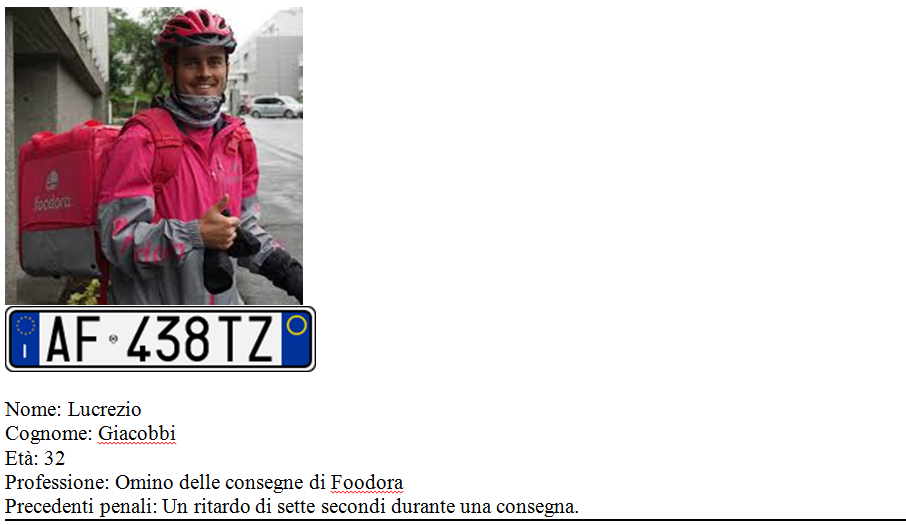 foodora
AF 438TZ
I
Nome: Lucrezio
Cognome: Giacobbi
Età: 32
Professione: Omino delle consegne di Foodora
Precedenti penali: Un ritardo di sette secondi durante una consegna.